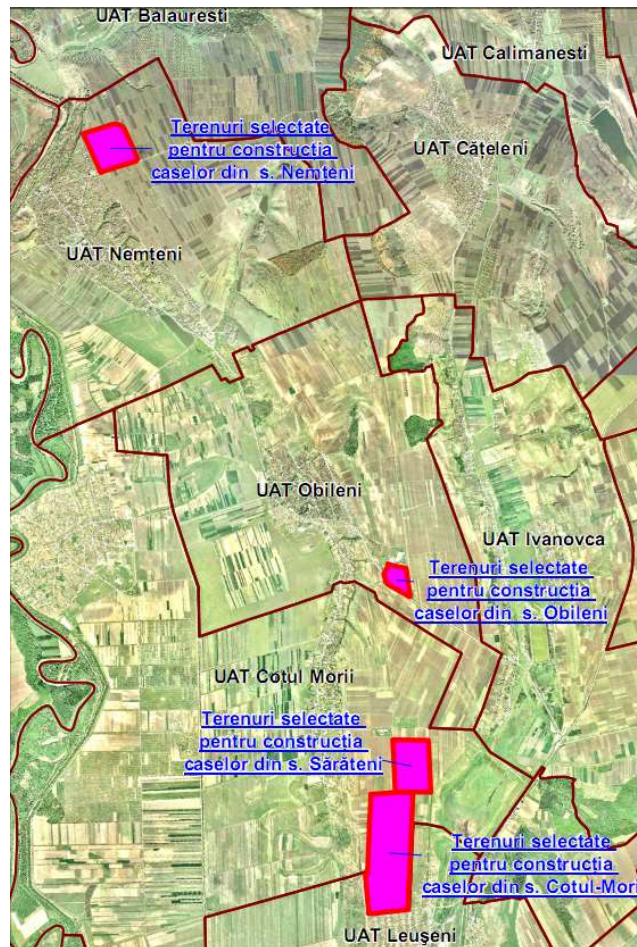 UAT Balauresti
UAT Calimanesti
Terenuri selectate
pentru construcția
caselor din s. Nemțeni
UAT Cățeleni
UAT Nemțeni
UAT Obileni
UAT Ivanovca
Terenuri selectate
pentru construcția
caselor din s. Obileni
UAT Coțul Morii
Terenuri selectate
pentru construcția
caselor din s. Sărăteni
Terenuri selectate
pentru construcția
caselor din s. Cotul-Mori
UAT Leușeni